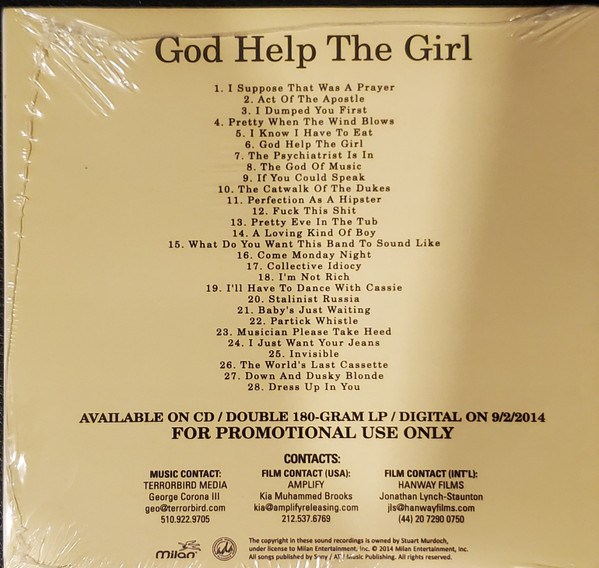 God Help The Girl
1. I Suppose That Was A Prayer
2. Act Of The Apostle
3. I Dumped You First
4. Pretty When The Wind Blows
5. I Know I Have To Eat
6. God Help The Girl
7. The Psychiatrist Is In
8. The God Of Music
9. If You Could Speak
10. The Catwalk Of The Dukes
11. Perfection As A Hipster
12. Fuck This Shit
13. Pretty Eve In The Tub
14. A Loving Kind Of Boy
15. What Do You Want This Band To Sound Like
16. Come Monday Night
17. Collective Idiocy
18. I'm Not Rich
19. I'll Have To Dance With Cassie
20. Stalinist Russia
21. Baby's Just Waiting
22. Partick Whistle
23. Musician Please Take Heed
24. I Just Want Your Jeans
25. Invisible
26. The World's Last Cassette
27. Down And Dusky Blonde
28. Dress Up In You
AVAILABLE ON CD / DOUBLE 180-GRAM LP / DIGITAL ON 9/2/2014
FOR PROMOTIONAL USE ONLY
CONTACTS:
MUSIC CONTACT:
TERRORBIRD MEDIA
George Corona III
geo@terrorbird.com
510.922.9705
FILM CONTACT (USA):
AMPLIFY
Kia Muhammed Brooks
kia@amplifyreleasing.com
212.537.6769
FILM CONTACT (INT'L):
HANWAY FILMS
Jonathan Lynch-Staunton
jls@hanwayfilms.com
(44) 20 7290 0750
milan
The copyright in these sound recordings is owned by Stuart Murdoch,
under license to Milan Entertainment, Inc. © 2014 Milan Entertainment, Inc.
All songs published by Sony / ATV Music Publishing. All rights reserved.